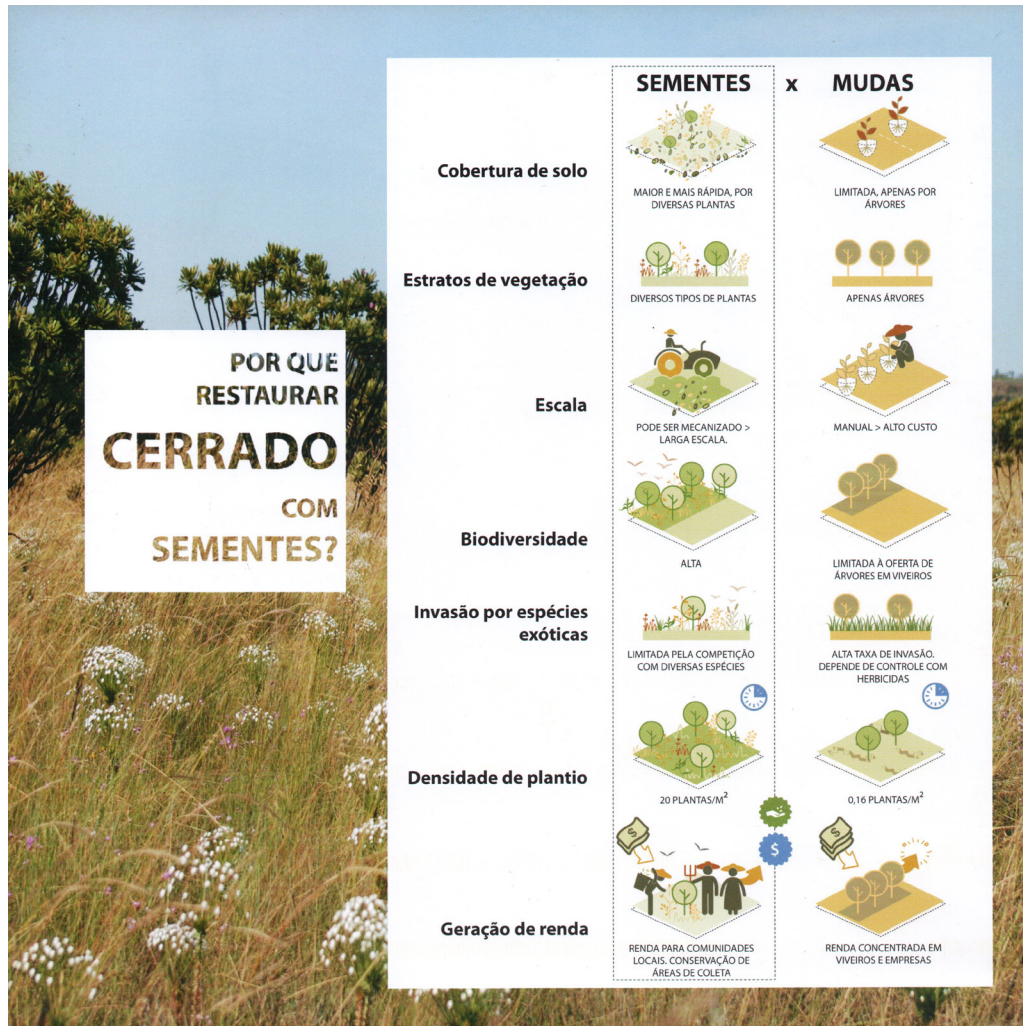 POR QUE
RESTAURAR
CERRADO
COM
SEMENTES?
SEMENTES x MUDAS
Cobertura de solo
MAIOR E MAIS RÁPIDA, POR
DIVERSAS PLANTAS
LIMITADA, APENAS POR
ÁRVORES
Estratos de vegetação
DIVERSOS TIPOS DE PLANTAS
APENAS ÁRVORES
Escala
PODE SER MECANIZADO >
LARGA ESCALA.
MANUAL > ALTO CUSTO
Biodiversidade
ALTA
LIMITADA À OFERTA DE
ÁRVORES EM VIVEIROS
Invasão por espécies
exóticas
LIMITADA PELA COMPETIÇÃO
COM DIVERSAS ESPÉCIES
ALTA TAXA DE INVASÃO.
DEPENDE DE CONTROLE COM
HERBICIDAS
Densidade de plantio
20 PLANTAS/M²
0,16 PLANTAS/M²
Geração de renda
$
$
$
RENDA PARA COMUNIDADES
LOCAIS. CONSERVAÇÃO DE
ÁREAS DE COLETA
RENDA CONCENTRADA EM
VIVEIROS E EMPRESAS